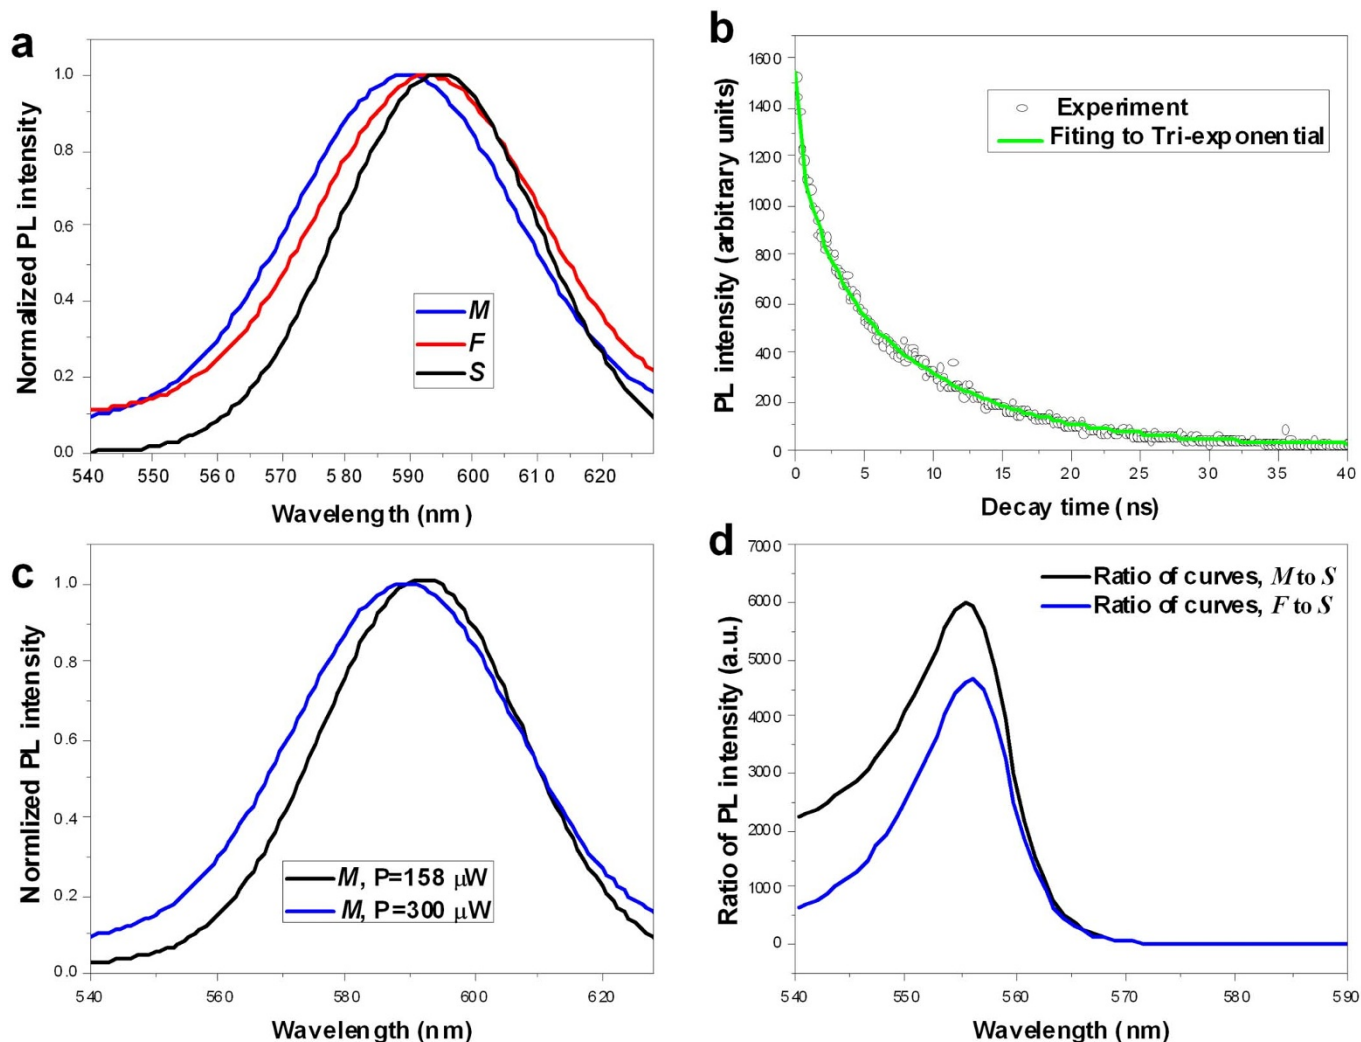 a
Normalized PL intensity
1.0
0.8
0.6
0.4
0.2
0.0
M
F
S
540 550 560 570 580 590 600 610 620
Wavelength (nm)
b
PL intensity (arbitrary units)
1600
1400
1200
1000
800
600
400
200
0
Experiment
Fiting to Tri-exponential
0 5 10 15 20 25 30 35 40
Decay time (ns)
c
Normlized PL intensity
1.0
0.8
0.6
0.4
0.2
0.0
M, P=158 μW
M, P=300 μW
540 560 580 600 620
Wavelength (nm)
d
Ratio of PL intensity (a.u.)
7000
6000
5000
4000
3000
2000
1000
0
Ratio of curves, M to S
Ratio of curves, F to S
540 550 560 570 580 590
Wavelength (nm)